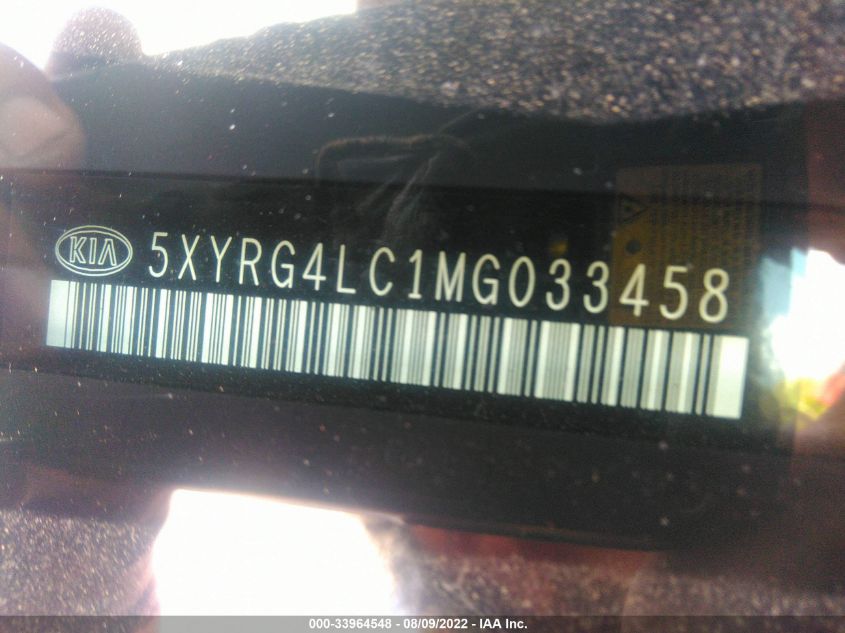 KIA 5XYRG4LC1MG033458
000-33964548 - 08/09/2022 - IAA Inc.